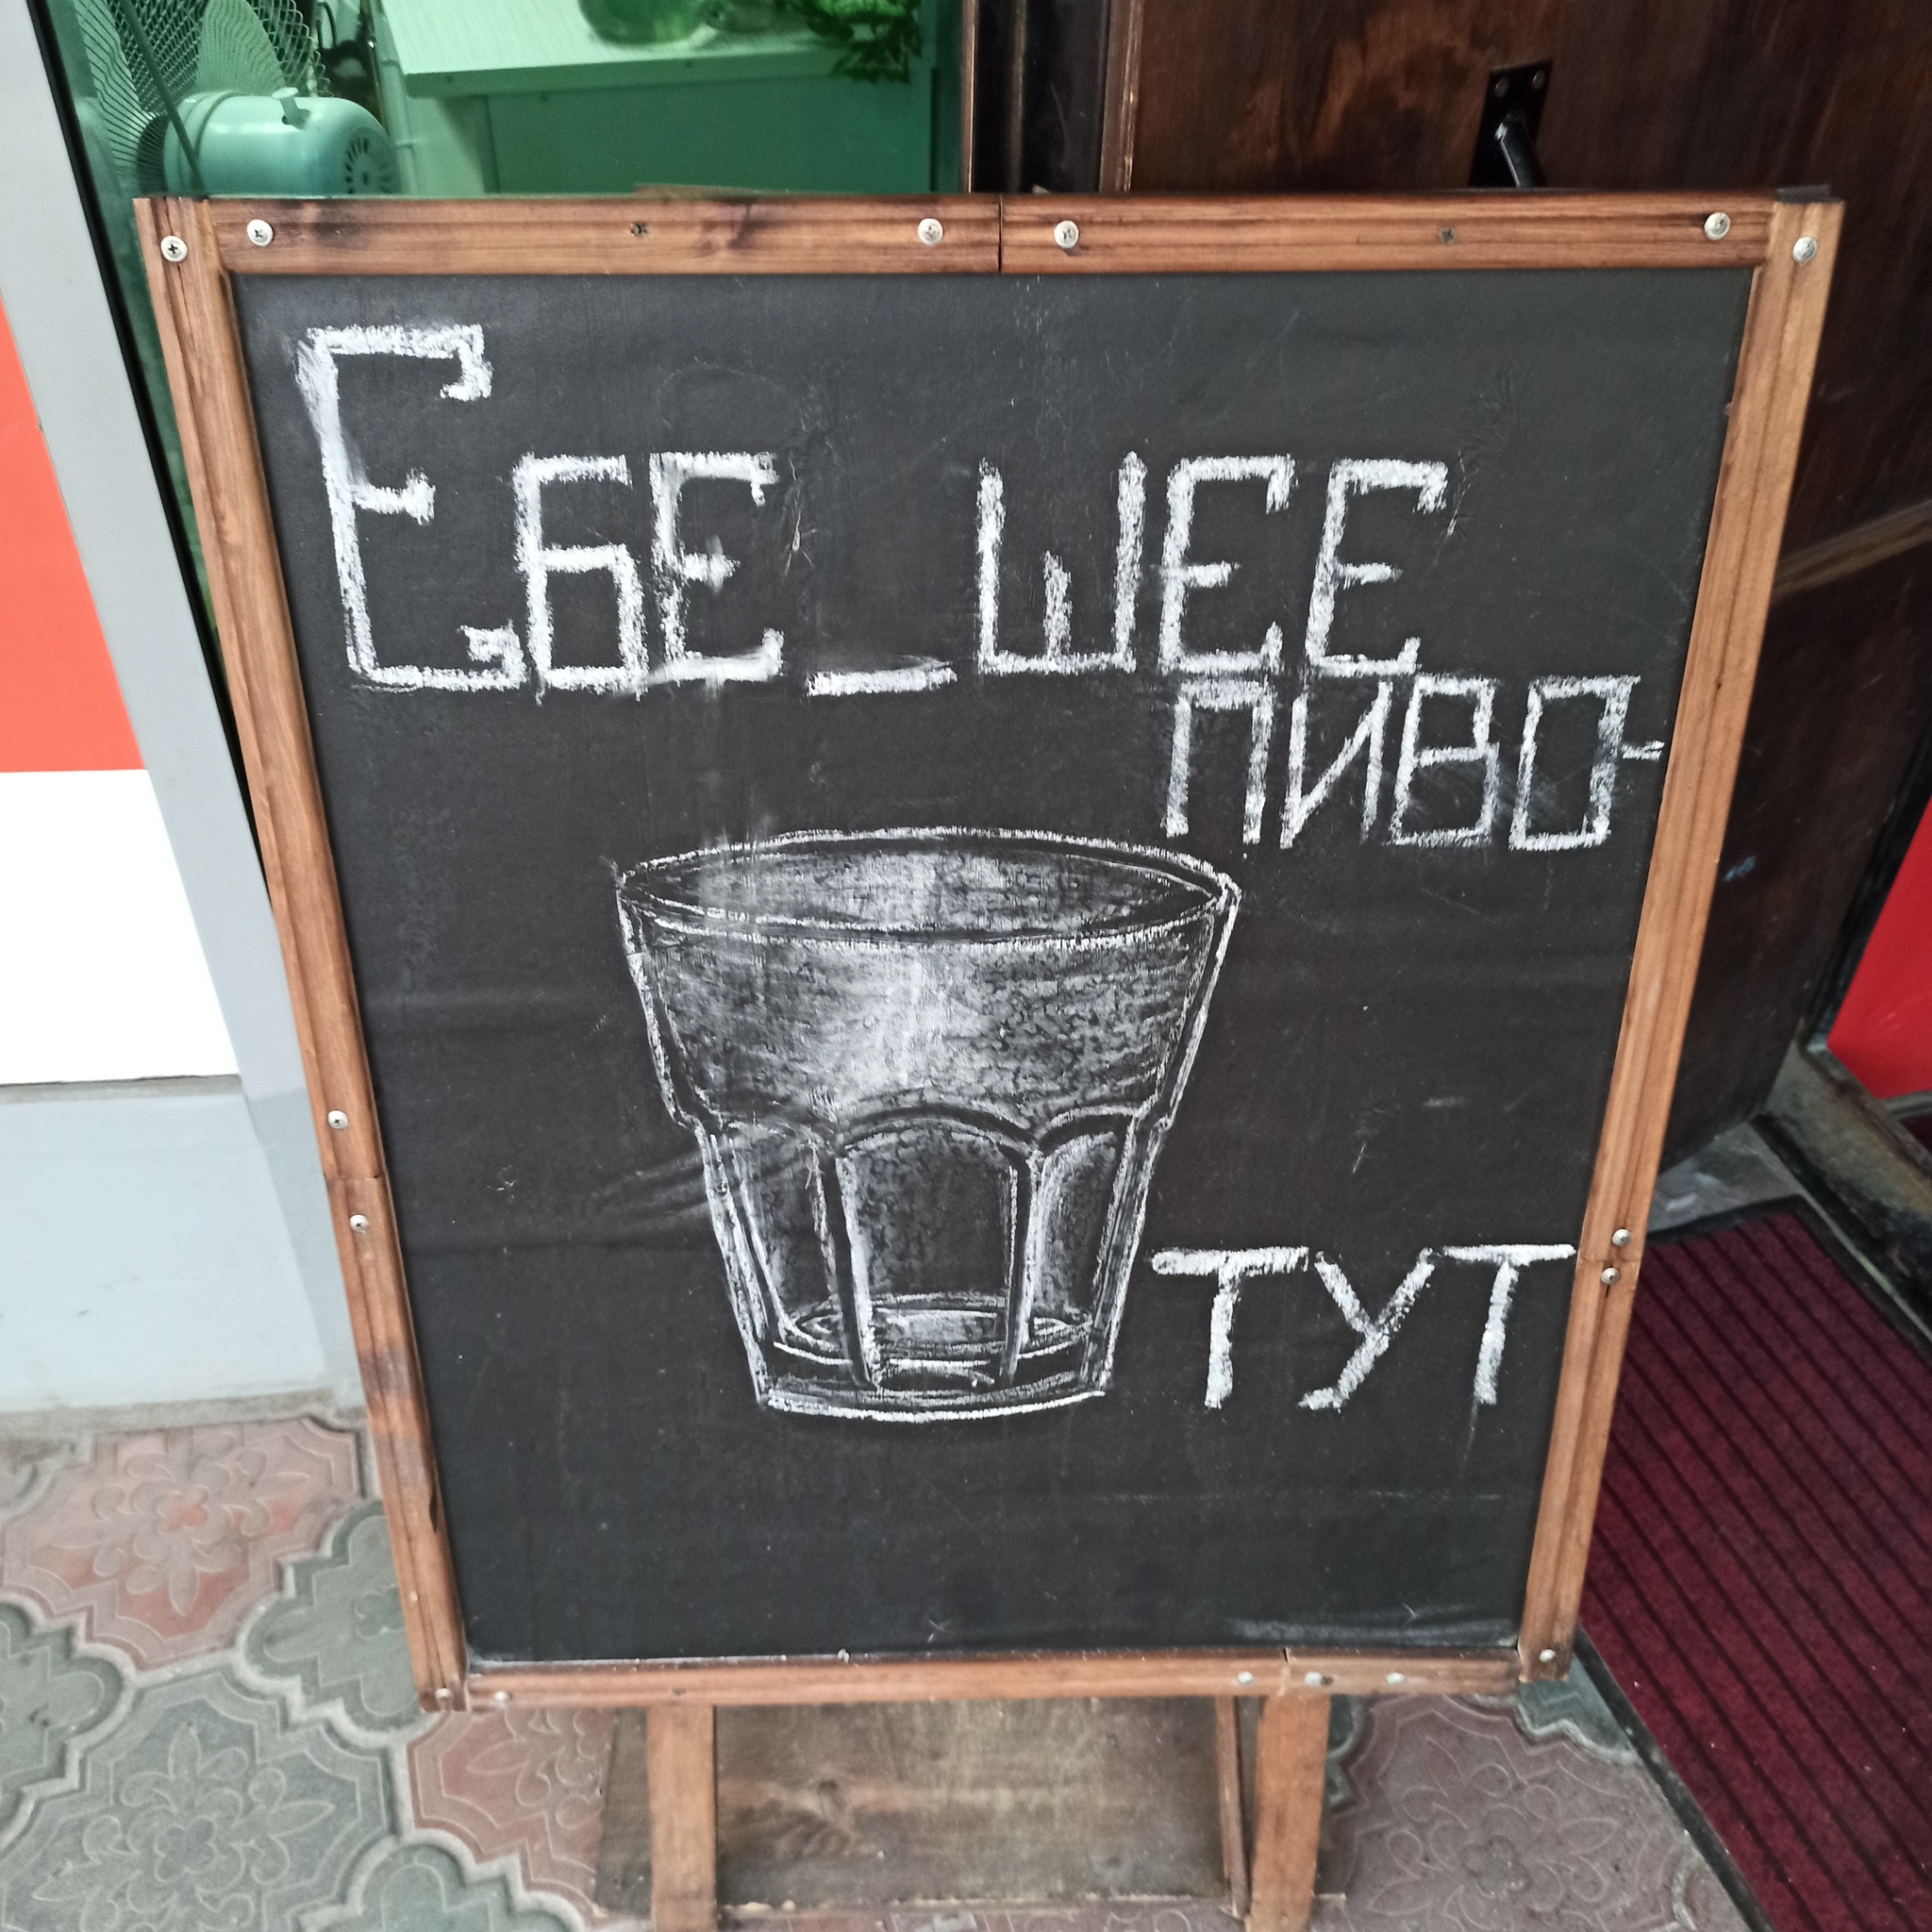 Ебе_шее
пиво-
тут